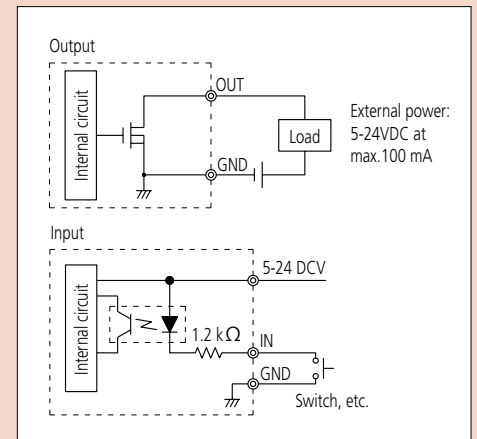 Output
Internal circuit
OUT
Load
GND
External power:
5-24VDC at
max.100 mA
Input
Internal circuit
5-24 DCV
1.2 kΩ
IN
GND
Switch, etc.